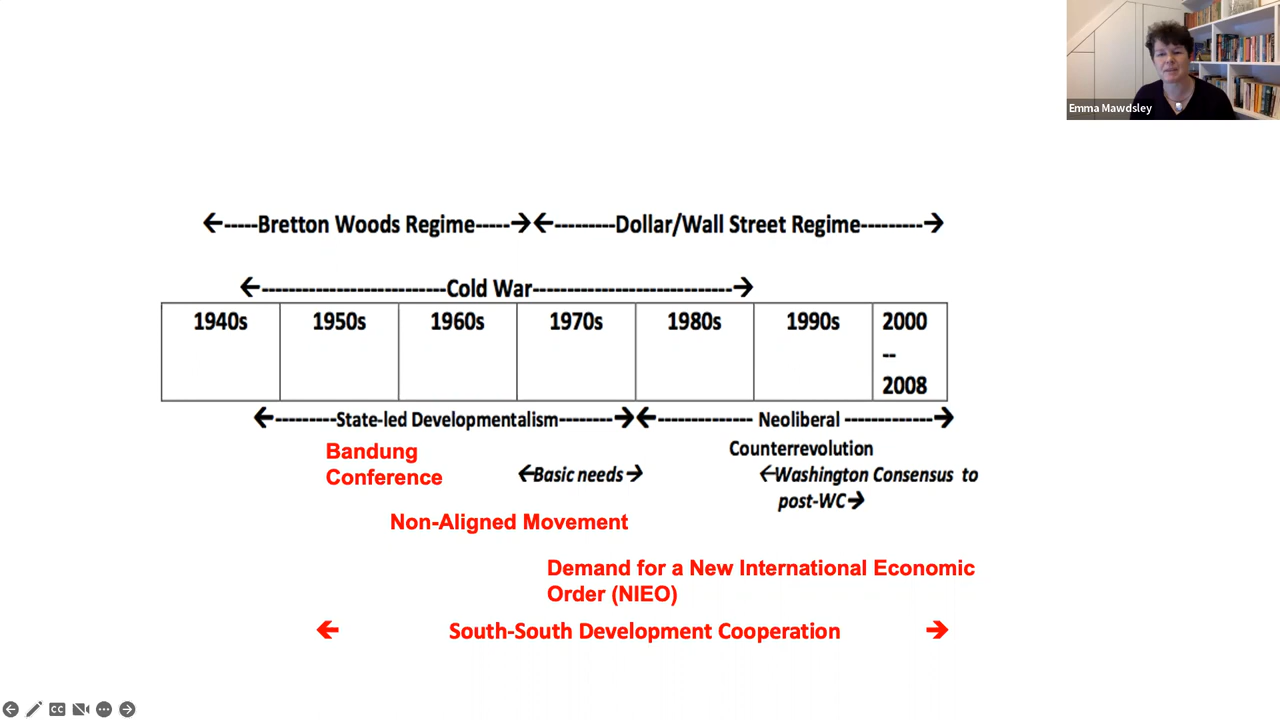 Emma Mawdsley
←-----Bretton Woods Regime-----→←---------Dollar/Wall Street Regime---------→
←---------------------------Cold War-----------------------------→
1940s 1950s 1960s 1970s 1980s 1990s 2000
--
2008
←---------State-led Developmentalism--------→←-------------- Neoliberal -------------→
Counterrevolution
Bandung
Conference
←Basic needs→
←Washington Consensus to
post-WC→
Non-Aligned Movement
Demand for a New International Economic
Order (NIEO)
← South-South Development Cooperation →
CC